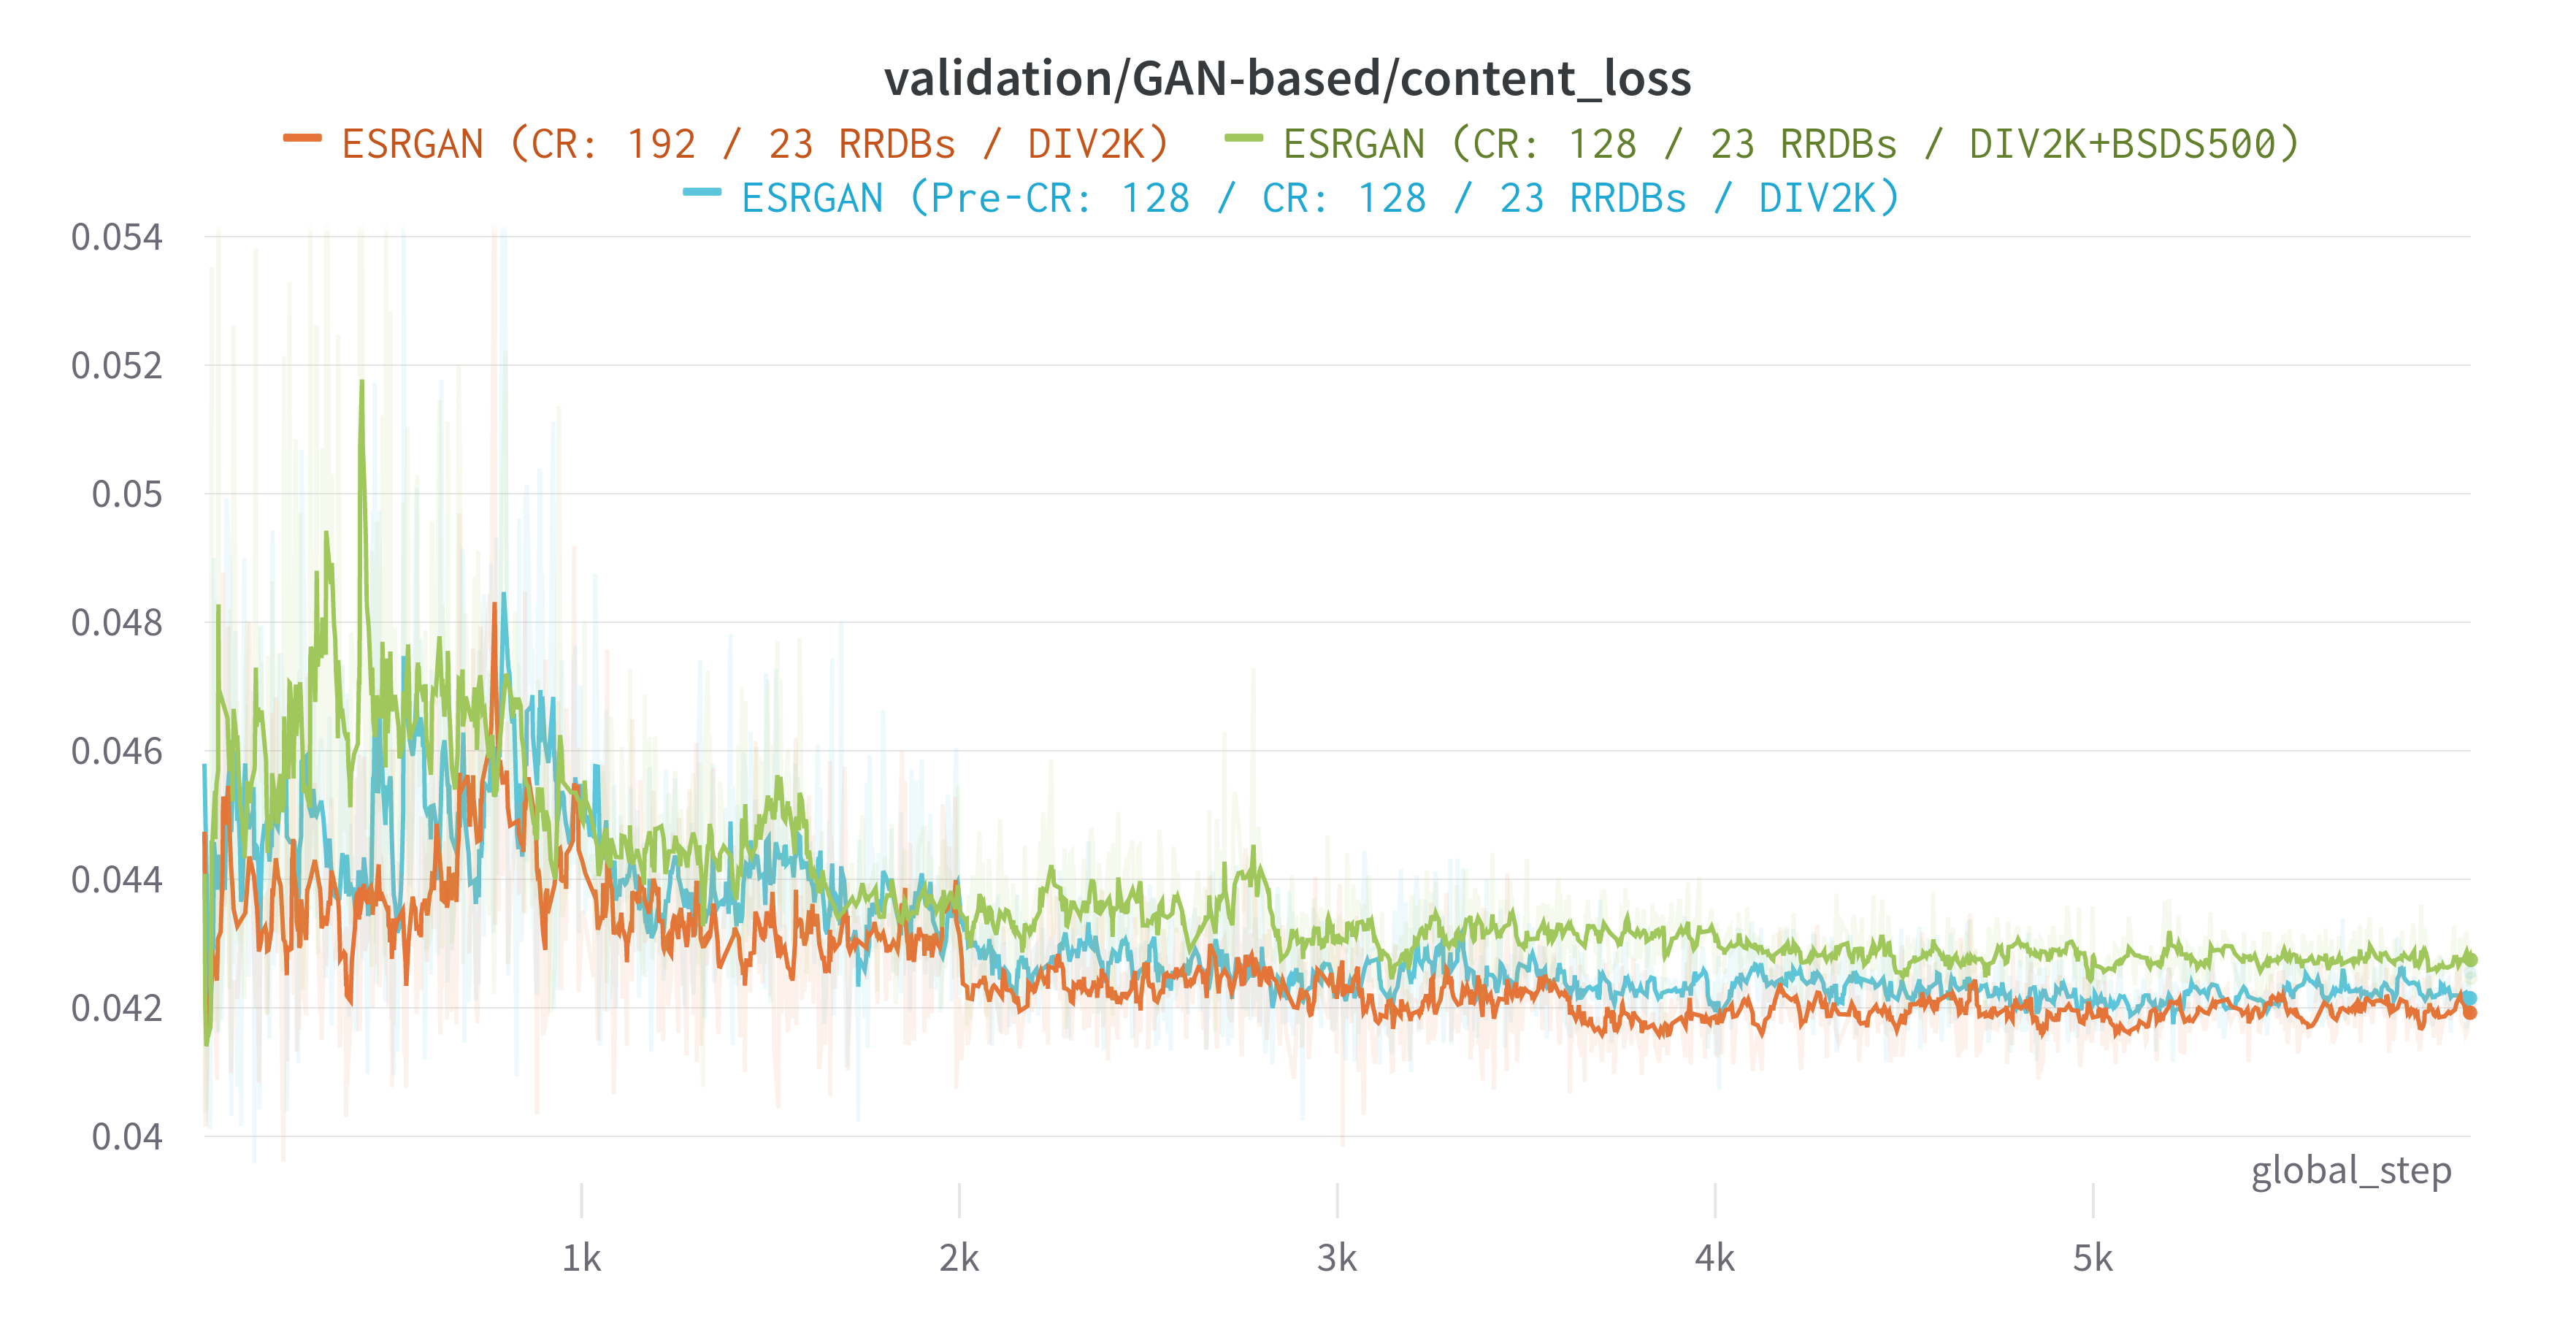 validation/GAN-based/content_loss
ESRGAN (CR: 192 / 23 RRDBs / DIV2K) ESRGAN (CR: 128 / 23 RRDBs / DIV2K+BSDS500)
ESRGAN (Pre-CR: 128 / CR: 128 / 23 RRDBs / DIV2K)
0.054
0.052
0.05
0.048
0.046
0.044
0.042
0.04
global_step
1k 2k 3k 4k 5k